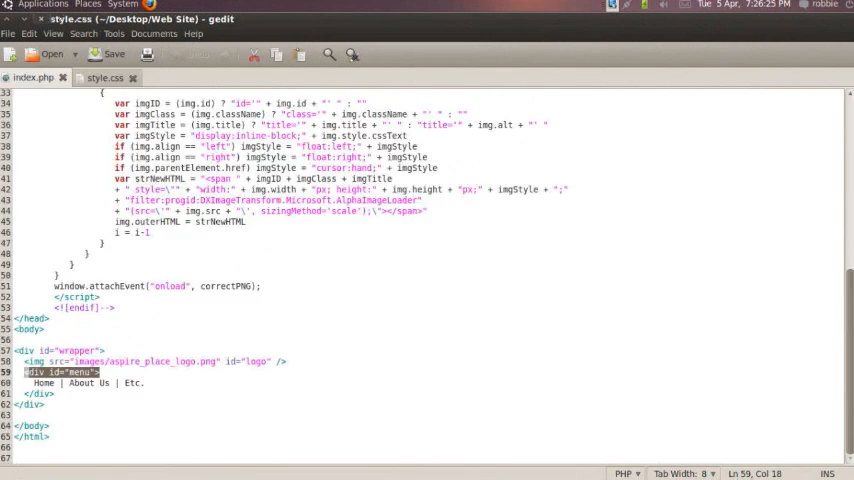 Applications Places System Tue 5 Apr, 7:26:25 PM robbie
style.css (~/Desktop/Web Site) - gedit
File Edit View Search Tools Documents Help
Open Save Undo
index.php style.css
33 {
34 var imgID = (img.id) ? "id='" + img.id + "' " : ""
35 var imgClass = (img.className) ? "class='" + img.className + "' " : ""
36 var imgTitle = (img.title) ? "title='" + img.title + "' " : "title='" + img.alt + "' "
37 var imgStyle = "display:inline-block;" + img.style.cssText
38 if (img.align == "left") imgStyle = "float:left;" + imgStyle
39 if (img.align == "right") imgStyle = "float:right;" + imgStyle
40 if (img.parentElement.href) imgStyle = "cursor:hand;" + imgStyle
41 var strNewHTML = "<span " + imgID + imgClass + imgTitle
42 + " style=\"" + "width:" + img.width + "px; height:" + img.height + "px;" + imgStyle + ";"
43 + "filter:progid:DXImageTransform.Microsoft.AlphaImageLoader"
44 + "(src=\'" + img.src + "\', sizingMethod='scale');\"></span>"
45 img.outerHTML = strNewHTML
46 i = i-1
47 }
48 }
49 }
50 }
51 window.attachEvent("onload", correctPNG);
52 </script>
53 <![endif]-->
54 </head>
55 <body>
56
57 <div id="wrapper">
58 <img src="images/aspire_place_logo.png" id="logo" />
59 <div id="menu">
60 Home | About Us | Etc.
61 </div>
62 </div>
63
64 </body>
65 </html>
66
67
PHP Tab Width: 8 Ln 59, Col 18 INS